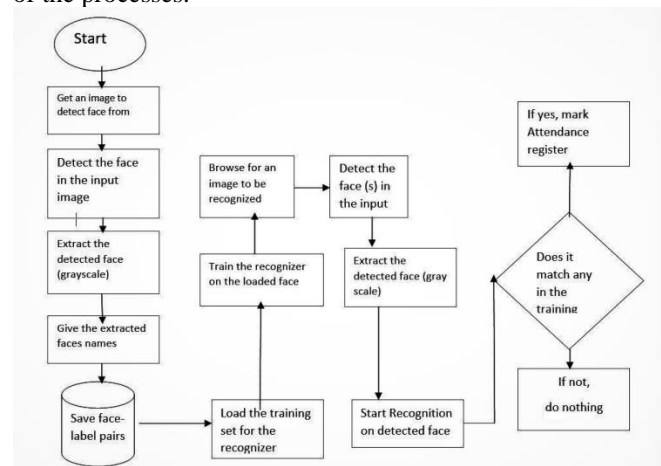 of the processes.
Start
Get an image to
detect face from
Detect the face
in the input
image
Extract the
detected face
(grayscale)
Give the extracted
faces names
Save face-
label pairs
Load the training
set for the
recognizer
Train the recognizer
on the loaded face
Browse for an
image to be
recognized
Detect the
face (s) in
the input
Extract the
detected face (gray
scale)
Start Recognition
on detected face
Does it
match any
in the
training
If yes, mark
Attendance
register
If not,
do nothing